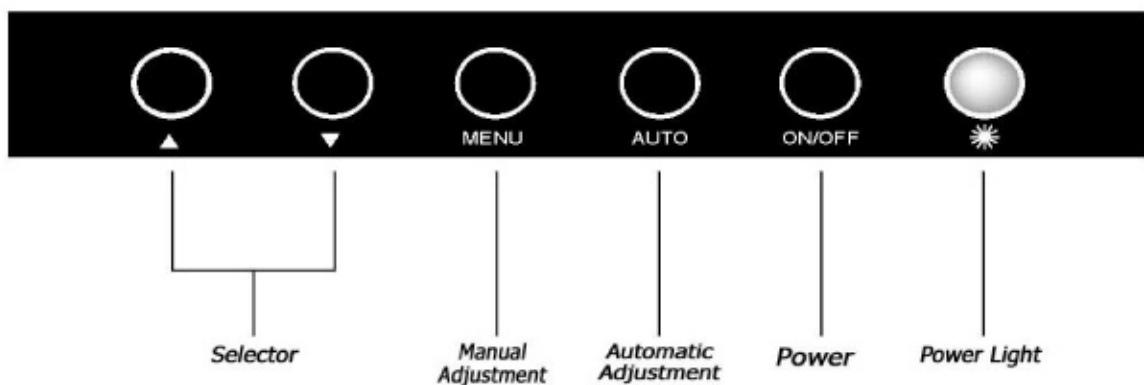 ▲ ▼ MENU AUTO ON/OFF
Selector
Manual Adjustment
Automatic Adjustment
Power
Power Light